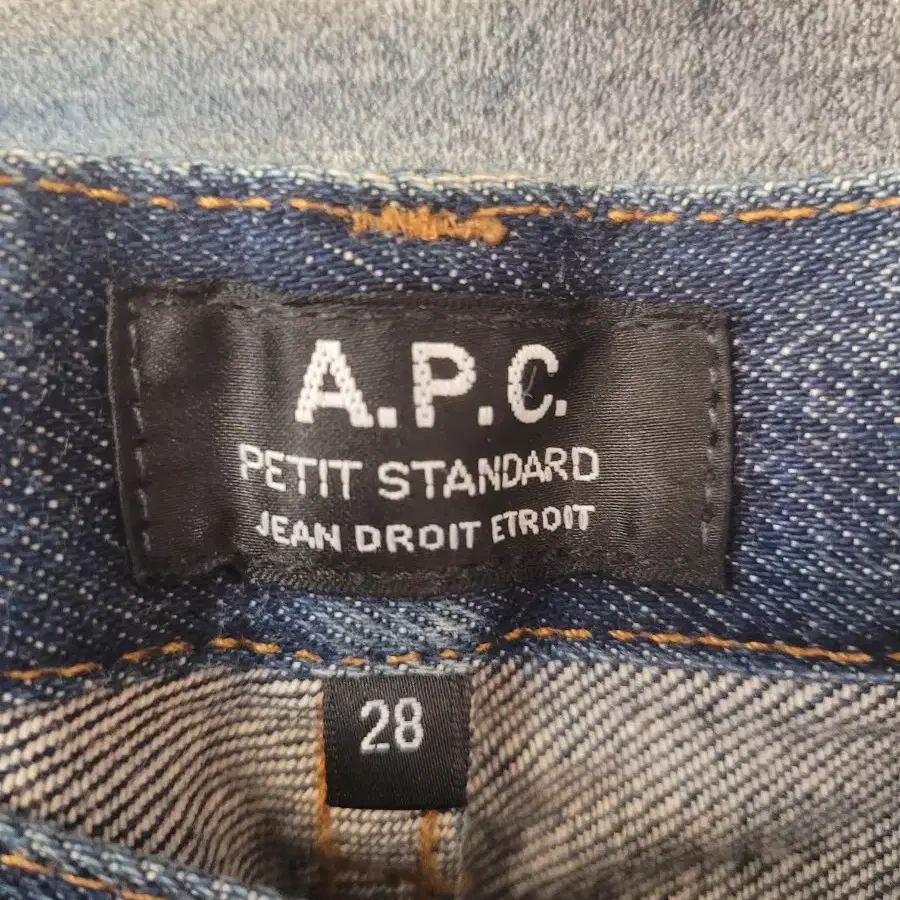 A.P.C.
PETIT STANDARD
JEAN DROIT ETROIT
28